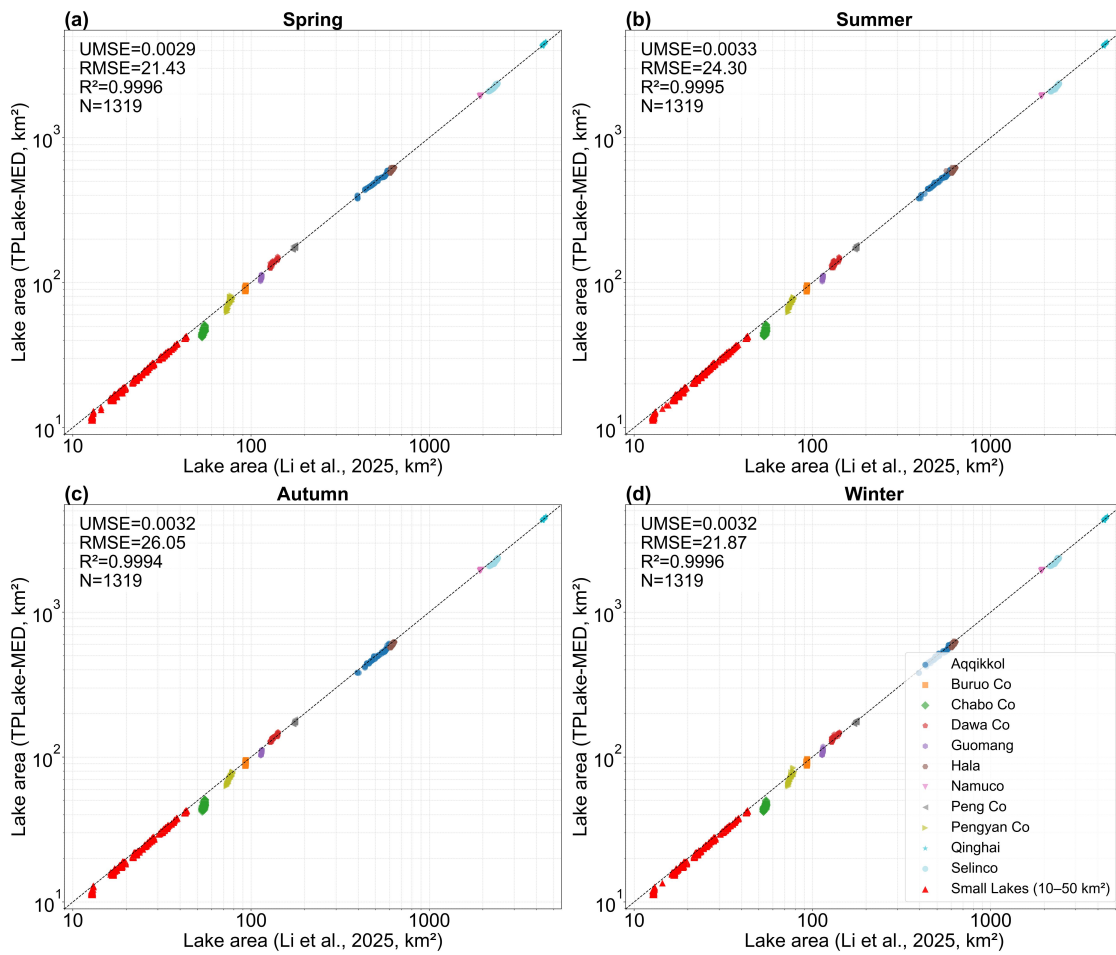 (a) Spring
UMSE=0.0029
RMSE=21.43
R²=0.9996
N=1319
Lake area (TPLake-MED, km²)
10³
10²
10¹
10 100 1000
Lake area (Li et al., 2025, km²)
(b) Summer
UMSE=0.0033
RMSE=24.30
R²=0.9995
N=1319
Lake area (TPLake-MED, km²)
10³
10²
10¹
10 100 1000
Lake area (Li et al., 2025, km²)
(c) Autumn
UMSE=0.0032
RMSE=26.05
R²=0.9994
N=1319
Lake area (TPLake-MED, km²)
10³
10²
10¹
10 100 1000
Lake area (Li et al., 2025, km²)
(d) Winter
UMSE=0.0032
RMSE=21.87
R²=0.9996
N=1319
Lake area (TPLake-MED, km²)
10³
10²
10¹
10 100 1000
Lake area (Li et al., 2025, km²)
Aqqikkol
Buruo Co
Chabo Co
Dawa Co
Guomang
Hala
Namuco
Peng Co
Pengyan Co
Qinghai
Selinco
Small Lakes (10–50 km²)